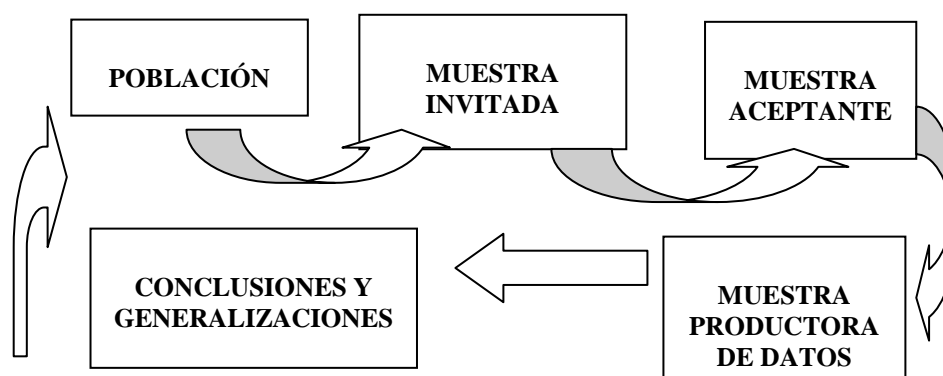 POBLACIÓN
MUESTRA
INVITADA
MUESTRA
ACEPTANTE
MUESTRA
PRODUCTORA
DE DATOS
CONCLUSIONES Y
GENERALIZACIONES